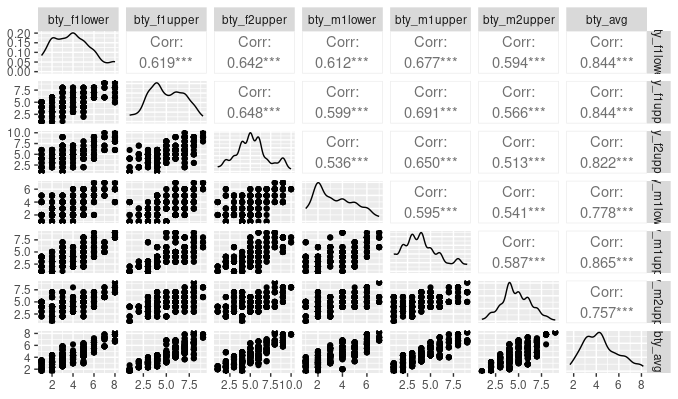 bty_f1lower bty_f1upper bty_f2upper bty_m1lower bty_m1upper bty_m2upper bty_avg
0.20
0.15
0.10
0.05
0.00
Corr: Corr: Corr: Corr: Corr: Corr:
0.619*** 0.642*** 0.612*** 0.677*** 0.594*** 0.844***
7.5
5.0
2.5
Corr: Corr: Corr: Corr: Corr:
0.648*** 0.599*** 0.691*** 0.566*** 0.844***
10.0
7.5
5.0
2.5
Corr: Corr: Corr: Corr:
0.536*** 0.650*** 0.513*** 0.822***
6
4
2
Corr: Corr: Corr:
0.595*** 0.541*** 0.778***
7.5
5.0
2.5
Corr: Corr:
0.587*** 0.865***
7.5
5.0
2.5
Corr:
0.757***
8
6
4
2
bty_avg
2 4 6 8 2.5 5.0 7.5 2.5 5.0 7.5 10.0 2 4 6 2.5 5.0 7.5 2.5 5.0 7.5 2 4 6 8